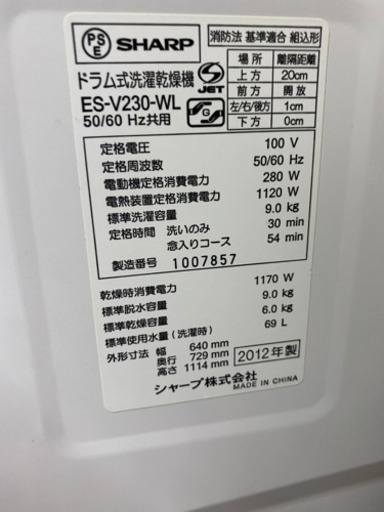 PS
E
SHARP
ドラム式洗濯乾燥機
ES-V230-WL
50/60 Hz共用
S
JET
消防法 基準適合 組込形
場所 離隔距離
上方 20cm
前方 開放
左/右/後方 1cm
下方 0cm
定格電圧 100 V
定格周波数 50/60 Hz
電動機定格消費電力 280 W
電熱装置定格消費電力 1120 W
標準洗濯容量 9.0 kg
定格時間 洗いのみ 30 min
念入りコース 54 min
製造番号 1007857
乾燥時消費電力 1170 W
標準脱水容量 9.0 kg
標準乾燥容量 6.0 kg
標準使用水量(洗濯時) 69 L
外形寸法 幅 640 mm
奥行 729 mm
高さ 1114 mm
2012年製
シャープ株式会社
MADE IN CHINA